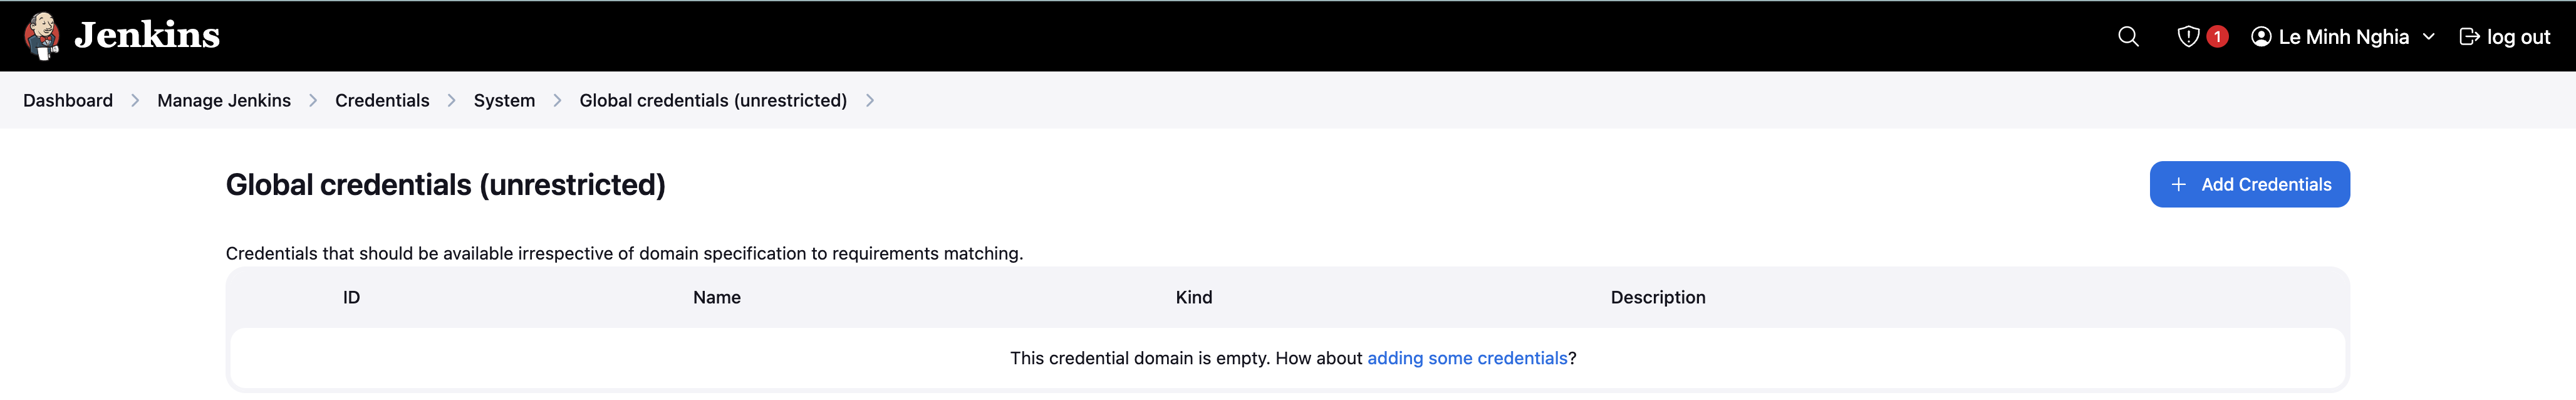 Jenkins
1
Le Minh Nghia
log out
Dashboard
Manage Jenkins
Credentials
System
Global credentials (unrestricted)
Global credentials (unrestricted)
+ Add Credentials
Credentials that should be available irrespective of domain specification to requirements matching.
ID Name Kind Description
This credential domain is empty. How about adding some credentials?